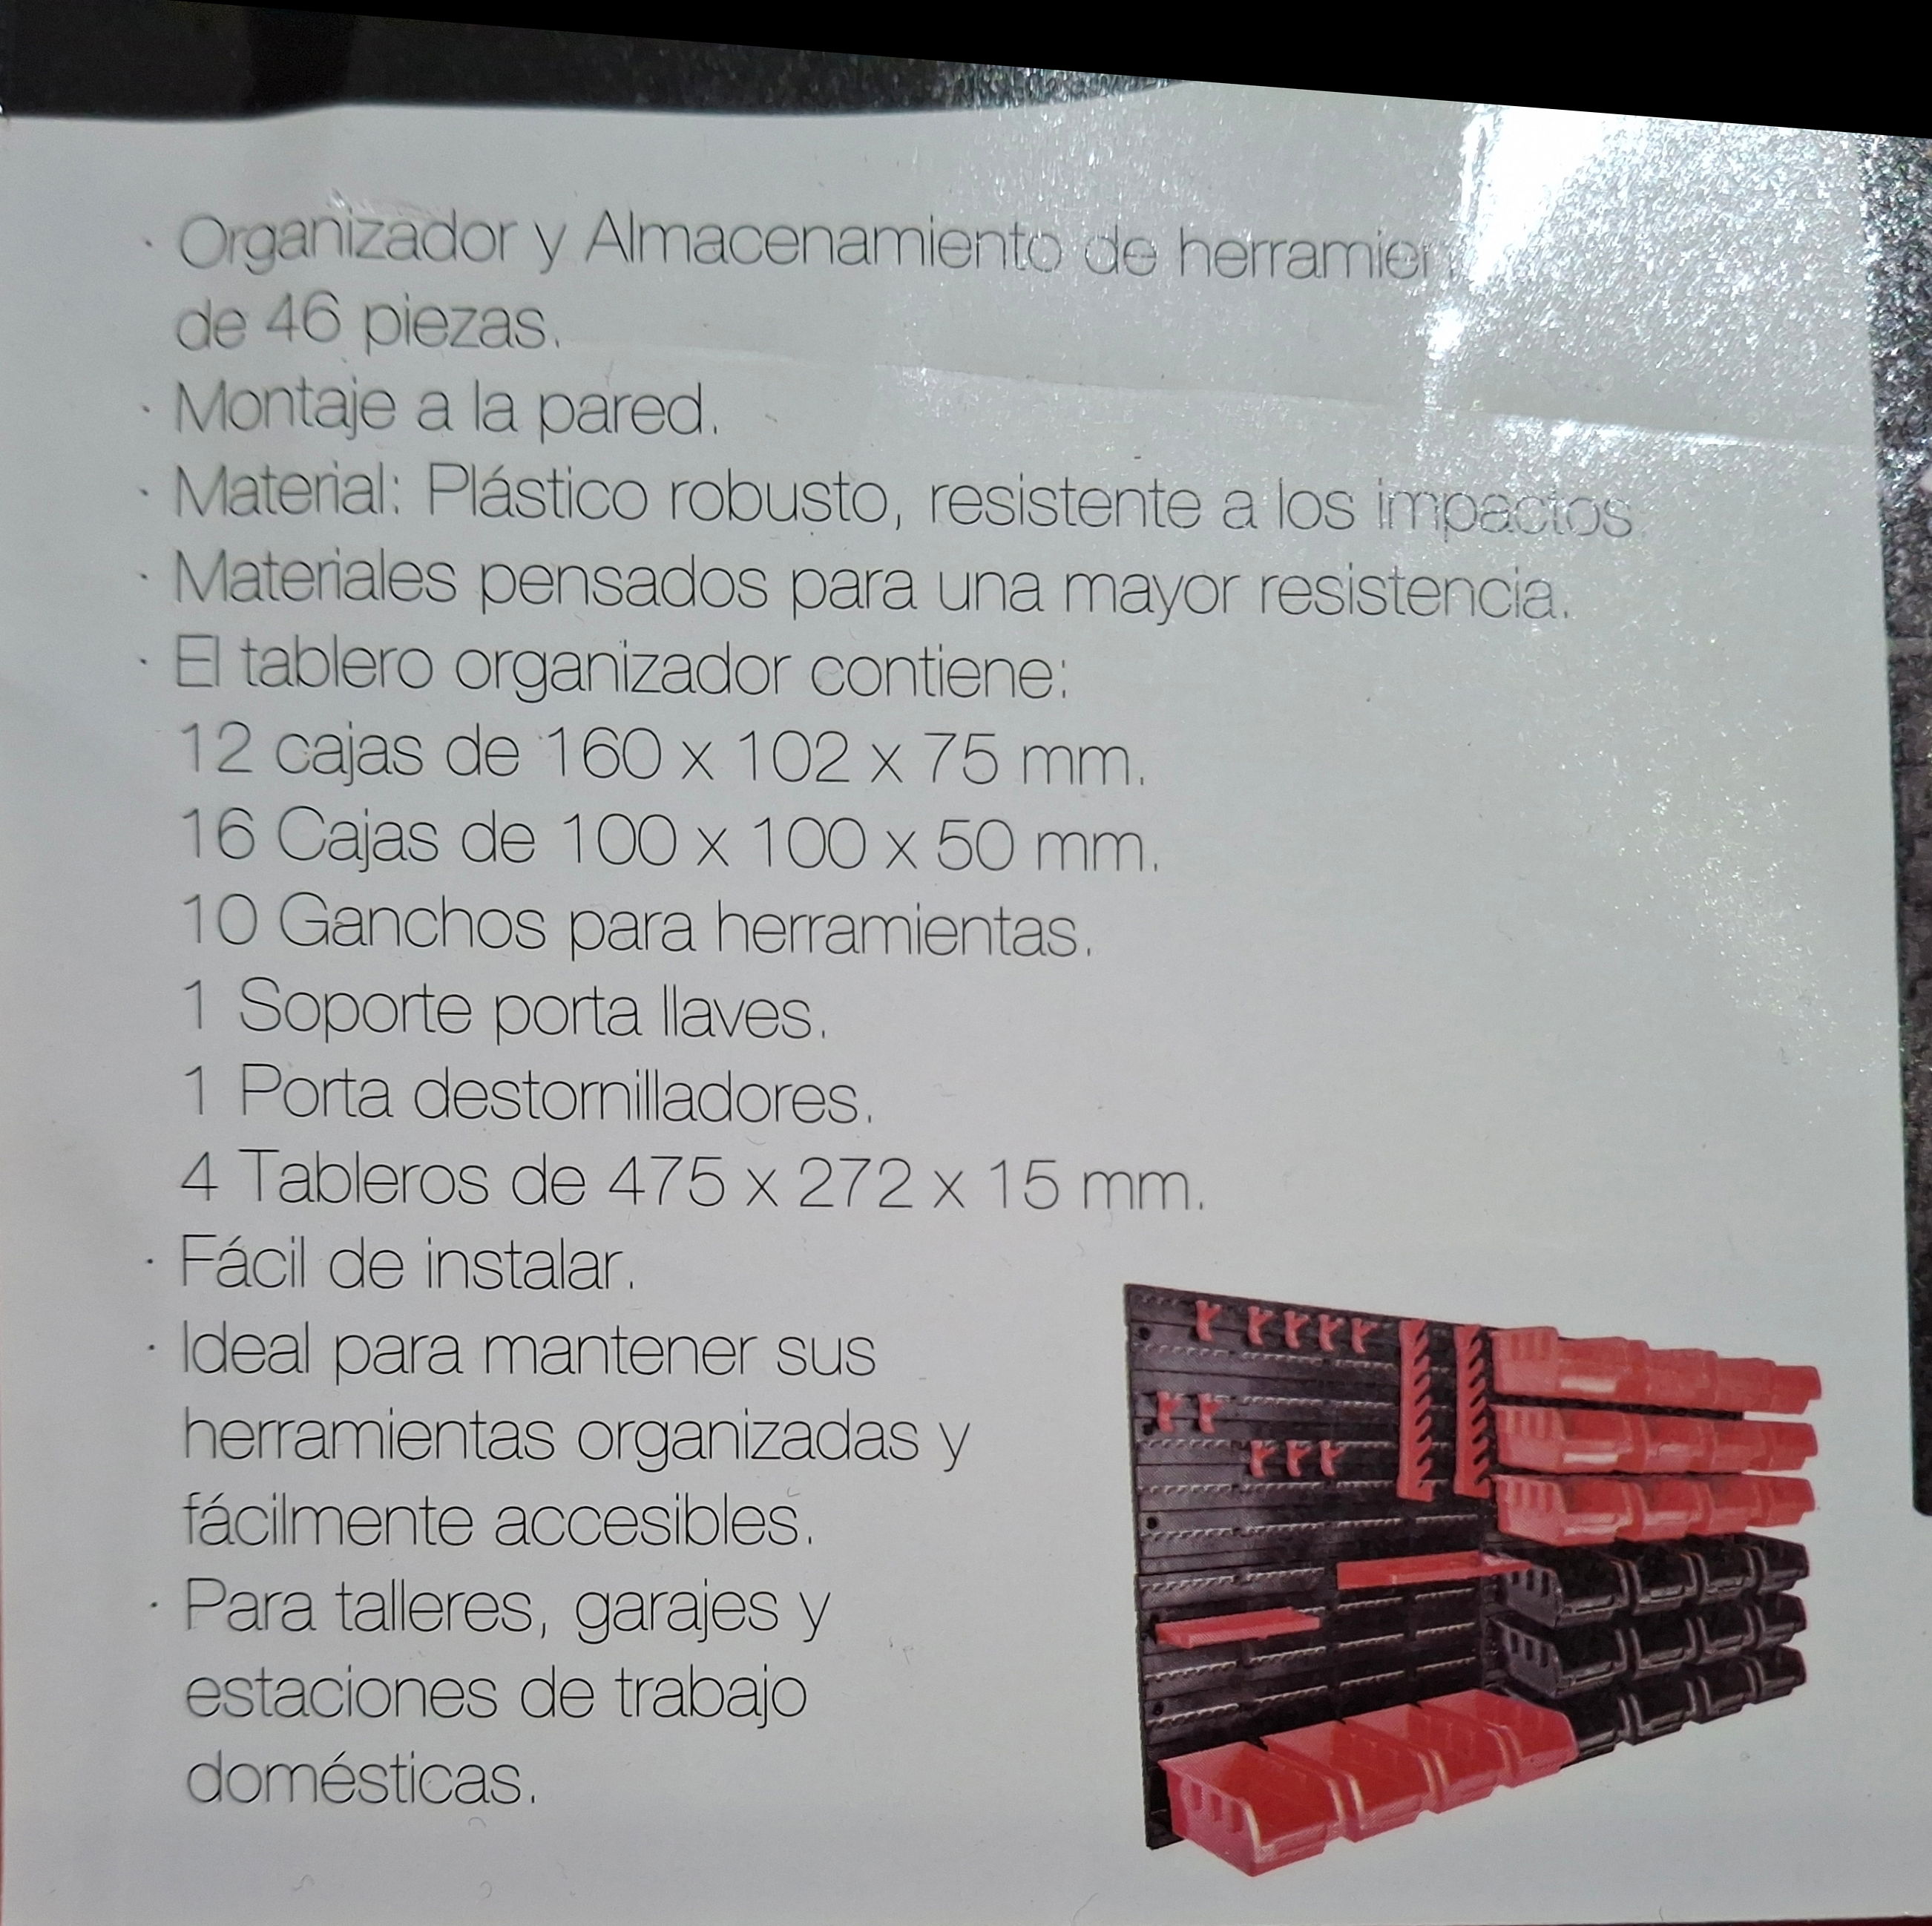 · Organizador y Almacenamiento de
de 46 piezas.
· Montaje a la pared.
· Material: Plástico robusto, resistente a los impactos.
· Materiales pensados para una mayor resistencia.
· El tablero organizador contiene:
12 cajas de 160 x 102 x 75 mm.
16 Cajas de 100 x 100 x 50 mm.
10 Ganchos para herramientas.
1 Soporte porta llaves.
1 Porta destornilladores.
4 Tableros de 475 x 272 x 15 mm.
· Fácil de instalar.
· Ideal para mantener sus
herramientas organizadas y
fácilmente accesibles.
· Para talleres, garajes y
estaciones de trabajo
domésticas.